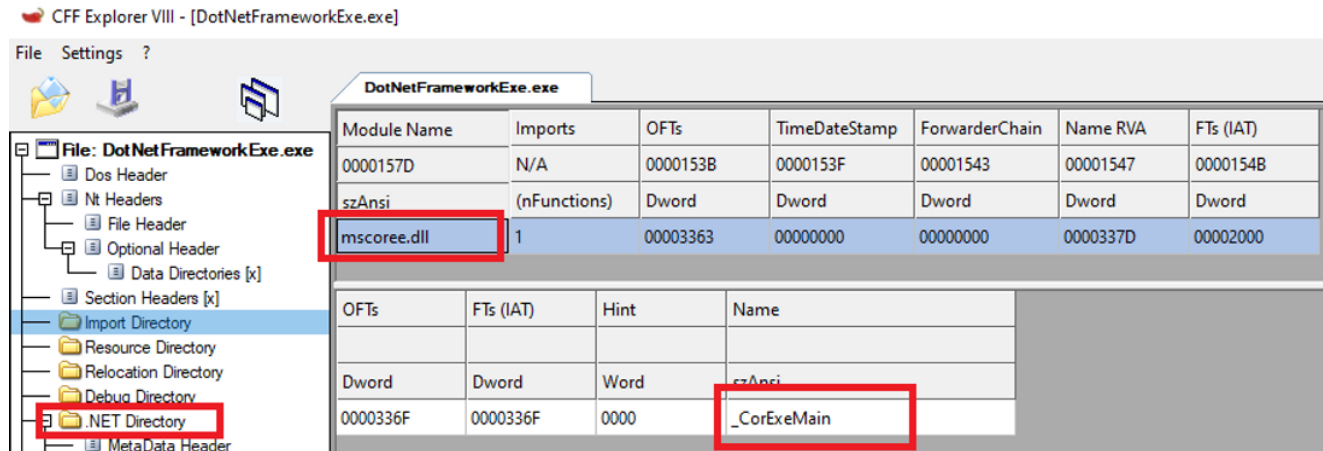 CFF Explorer VIII - [DotNetFrameworkExe.exe]
File Settings ?
DotNetFrameworkExe.exe
File: DotNetFrameworkExe.exe
Dos Header
Nt Headers
File Header
Optional Header
Data Directories [x]
Section Headers [x]
Import Directory
Resource Directory
Relocation Directory
Debug Directory
.NET Directory
MetaData Header
Module Name Imports OFTs TimeDateStamp ForwarderChain Name RVA FTs (IAT)
0000157D N/A 0000153B 0000153F 00001543 00001547 0000154B
szAnsi (nFunctions) Dword Dword Dword Dword Dword
mscoree.dll 1 00003363 00000000 00000000 0000337D 00002000
OFTs FTs (IAT) Hint Name
Dword Dword Word szAnsi
0000336F 0000336F 0000 _CorExeMain